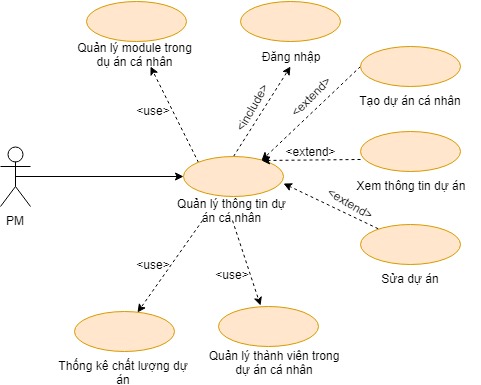 Quản lý module trong
dự án cá nhân
Đăng nhập
Tạo dự án cá nhân
<use>
<include>
<extend>
<extend>
Xem thông tin dự án
<extend>
PM
Quản lý thông tin dự
án cá nhân
Sửa dự án
<use>
<use>
Thống kê chất lượng dự
án
Quản lý thành viên trong
dự án cá nhân